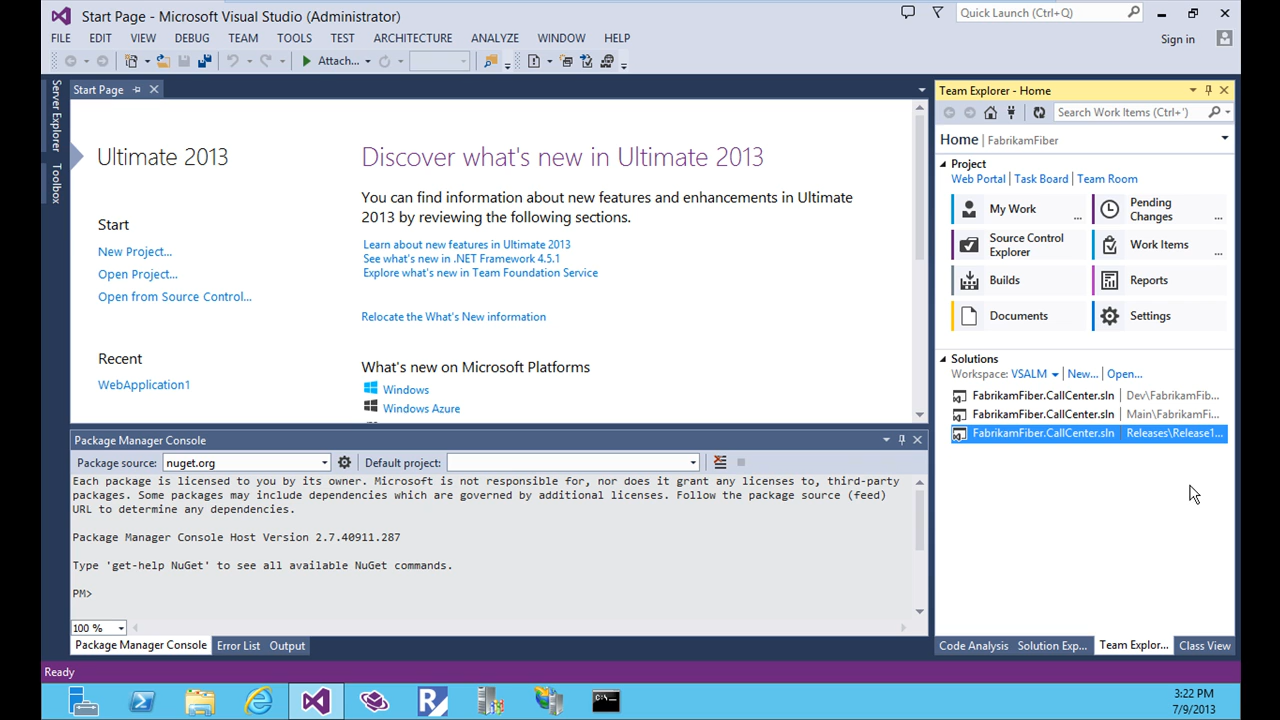 Start Page - Microsoft Visual Studio (Administrator)
Quick Launch (Ctrl+Q)
FILE EDIT VIEW DEBUG TEAM TOOLS TEST ARCHITECTURE ANALYZE WINDOW HELP
Sign in
Attach...
Server Explorer
Toolbox
Start Page
Ultimate 2013
Start
New Project...
Open Project...
Open from Source Control...
Recent
WebApplication1
Discover what's new in Ultimate 2013
You can find information about new features and enhancements in Ultimate
2013 by reviewing the following sections.
Learn about new features in Ultimate 2013
See what's new in .NET Framework 4.5.1
Explore what's new in Team Foundation Service
Relocate the What's New information
What's new on Microsoft Platforms
Windows
Windows Azure
Package Manager Console
Package source: nuget.org Default project:
Each package is licensed to you by its owner. Microsoft is not responsible for, nor does it grant any licenses to, third-party
packages. Some packages may include dependencies which are governed by additional licenses. Follow the package source (feed)
URL to determine any dependencies.
Package Manager Console Host Version 2.7.40911.287
Type 'get-help NuGet' to see all available NuGet commands.
PM>
100 %
Package Manager Console Error List Output
Team Explorer - Home
Search Work Items (Ctrl+')
Home | FabrikamFiber
Project
Web Portal | Task Board | Team Room
My Work ...
Pending
Changes ...
Source Control
Explorer
Work Items ...
Builds
Reports
Documents
Settings
Solutions
Workspace: VSALM | New... | Open...
FabrikamFiber.CallCenter.sln | Dev\FabrikamFib...
FabrikamFiber.CallCenter.sln | Main\FabrikamFi...
FabrikamFiber.CallCenter.sln | Releases\Release1...
Code Analysis Solution Exp... Team Explor... Class View
Ready
C:\_
3:22 PM
7/9/2013